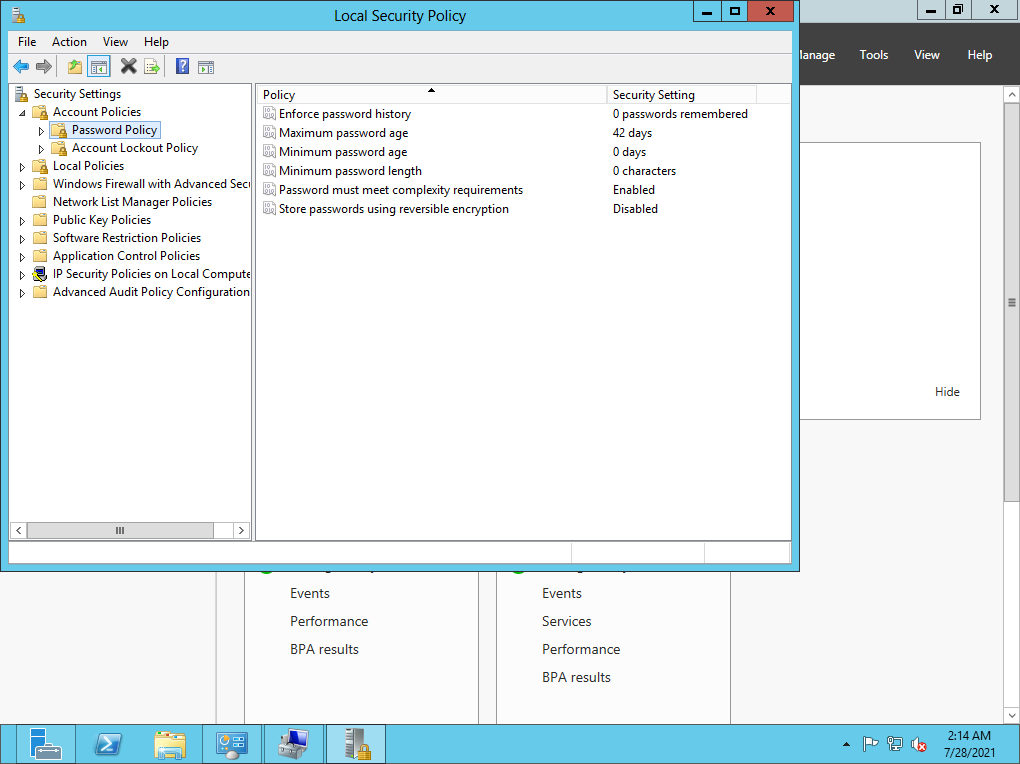 Local Security Policy
File Action View Help
Manage Tools View Help
Security Settings
Account Policies
Password Policy
Account Lockout Policy
Local Policies
Windows Firewall with Advanced Secu
Network List Manager Policies
Public Key Policies
Software Restriction Policies
Application Control Policies
IP Security Policies on Local Compute
Advanced Audit Policy Configuration
Policy Security Setting
Enforce password history 0 passwords remembered
Maximum password age 42 days
Minimum password age 0 days
Minimum password length 0 characters
Password must meet complexity requirements Enabled
Store passwords using reversible encryption Disabled
Hide
Events
Performance
BPA results
Events
Services
Performance
BPA results
2:14 AM
7/28/2021